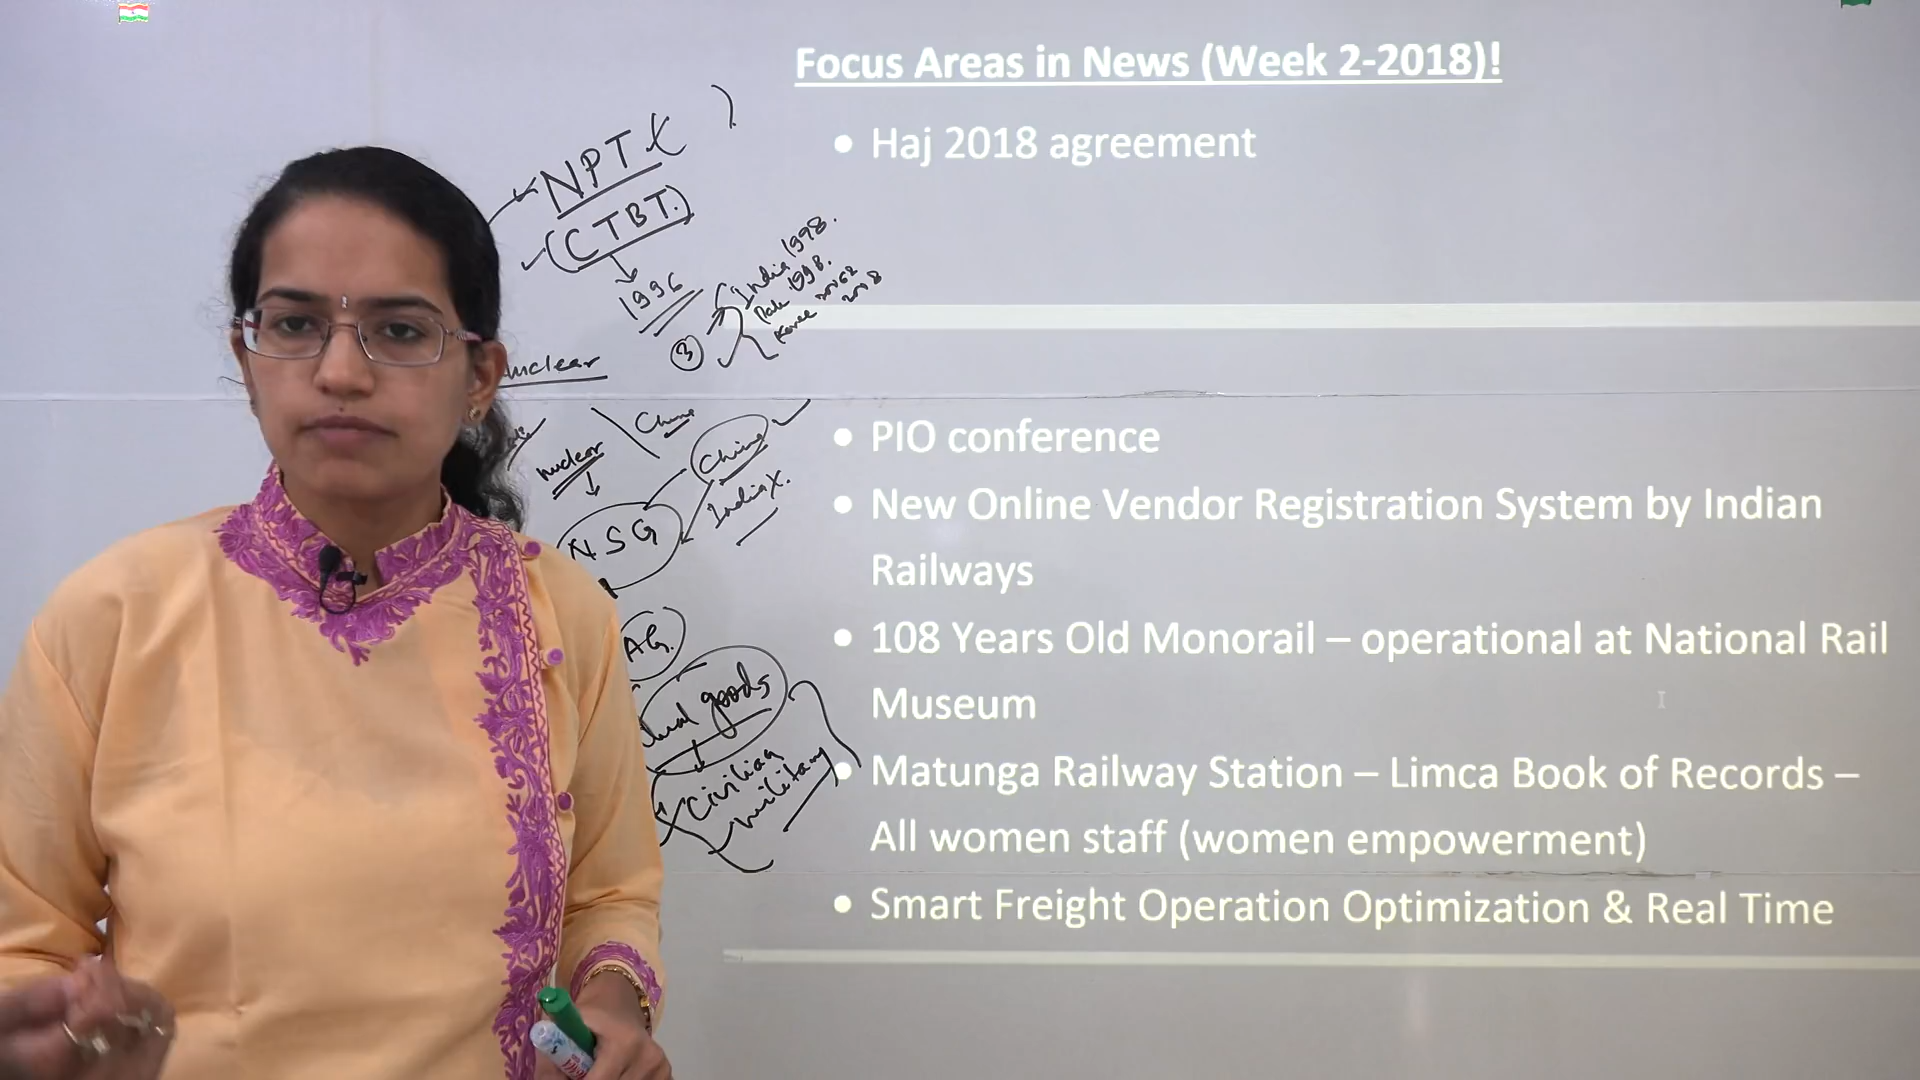 Focus Areas in News (Week 2-2018)!
• Haj 2018 agreement
NPT
(CTBT.)
1996
India 1998.
Pak 1998.
3
nuclear
China
China
nuclear
India X.
NSG
AG.
dual goods
Civilian
military
• PIO conference
• New Online Vendor Registration System by Indian
Railways
• 108 Years Old Monorail – operational at National Rail
Museum
• Matunga Railway Station – Limca Book of Records –
All women staff (women empowerment)
• Smart Freight Operation Optimization & Real Time